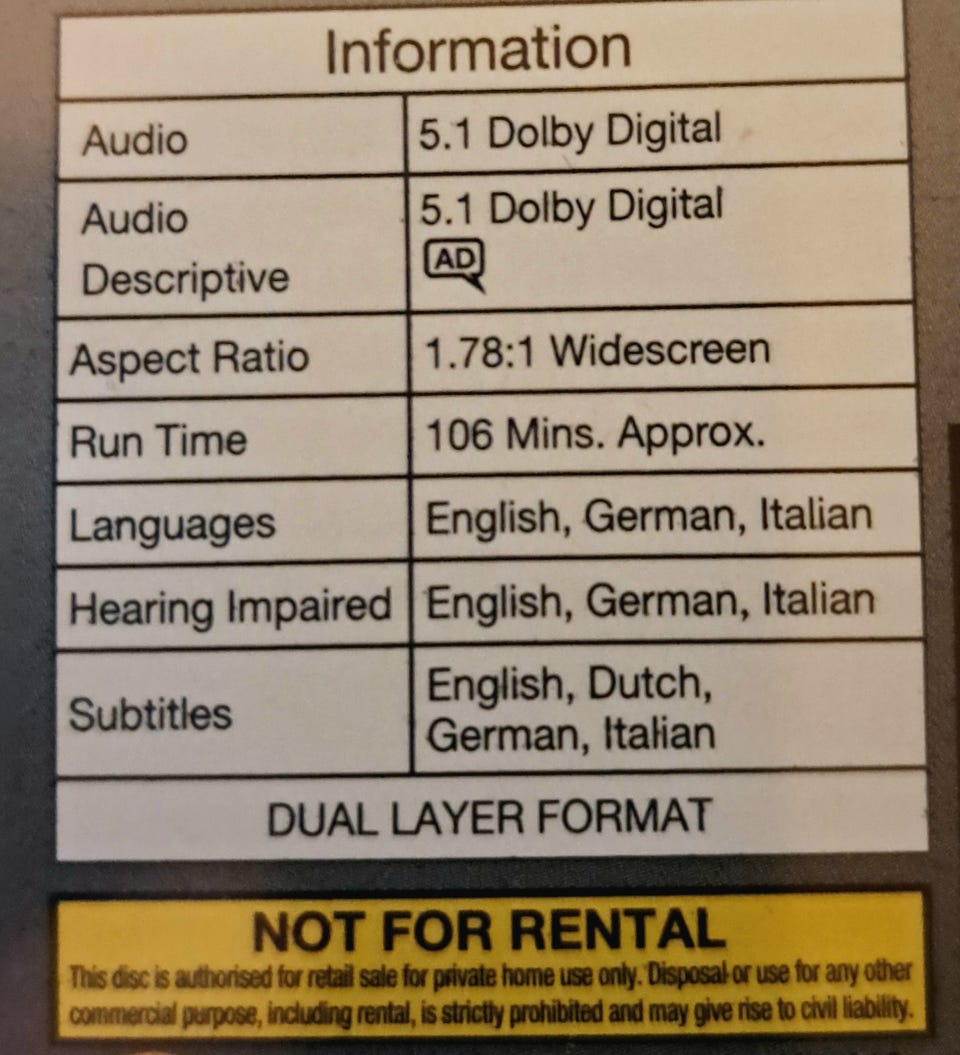 Information
Audio 5.1 Dolby Digital
Audio Descriptive 5.1 Dolby Digital
AD
Aspect Ratio 1.78:1 Widescreen
Run Time 106 Mins. Approx.
Languages English, German, Italian
Hearing Impaired English, German, Italian
Subtitles English, Dutch,
German, Italian
DUAL LAYER FORMAT
NOT FOR RENTAL
This disc is authorised for retail sale for private home use only. Disposal or use for any other
commercial purpose, including rental, is strictly prohibited and may give rise to civil liability.